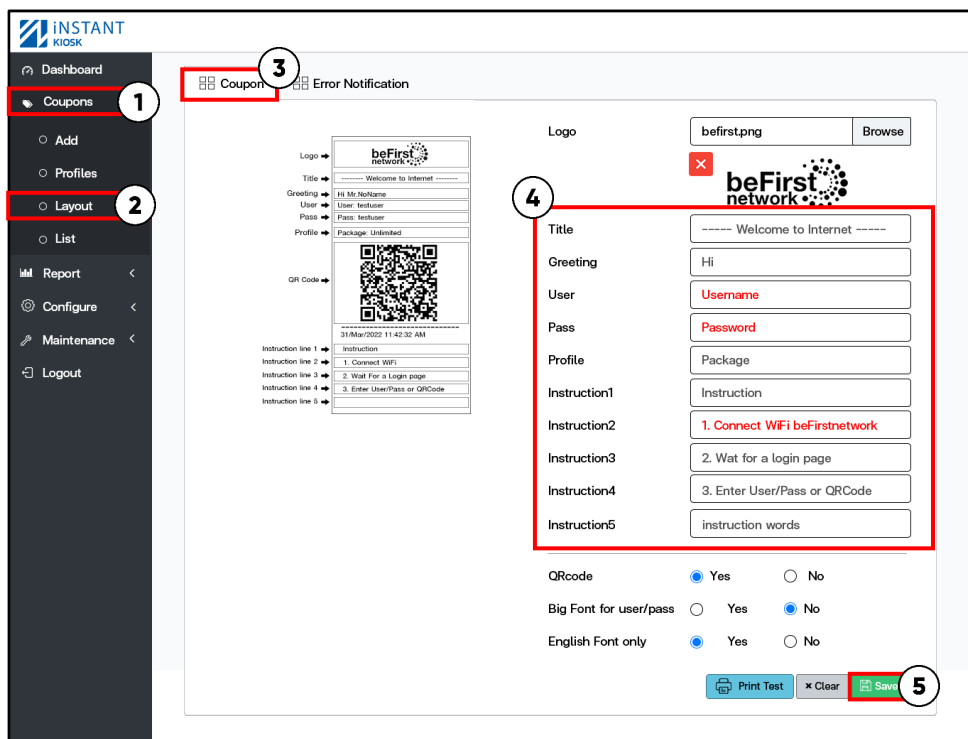 iNSTANT
KIOSK
Dashboard
Coupons
1
Add
Profiles
Layout
2
List
Report
Configure
Maintenance
Logout
3
Coupon
Error Notification
Logo
beFirst
network
Title
-------- Welcome to Internet --------
Greeting
Hi Mr.NoName
User
User: testuser
Pass
Pass: testuser
Profile
Package: Unlimited
QR Code
31/Mar/2022 11:42:32 AM
Instruction line 1
Instruction
Instruction line 2
1. Connect WiFi
Instruction line 3
2. Wait For a Login page
Instruction line 4
3. Enter User/Pass or QRCode
Instruction line 5
Logo
befirst.png
Browse
beFirst
network
4
Title
----- Welcome to Internet -----
Greeting
Hi
User
Username
Pass
Password
Profile
Package
Instruction1
Instruction
Instruction2
1. Connect WiFi beFirstnetwork
Instruction3
2. Wat for a login page
Instruction4
3. Enter User/Pass or QRCode
Instruction5
instruction words
QRcode
Yes
No
Big Font for user/pass
Yes
No
English Font only
Yes
No
Print Test
× Clear
Save
5